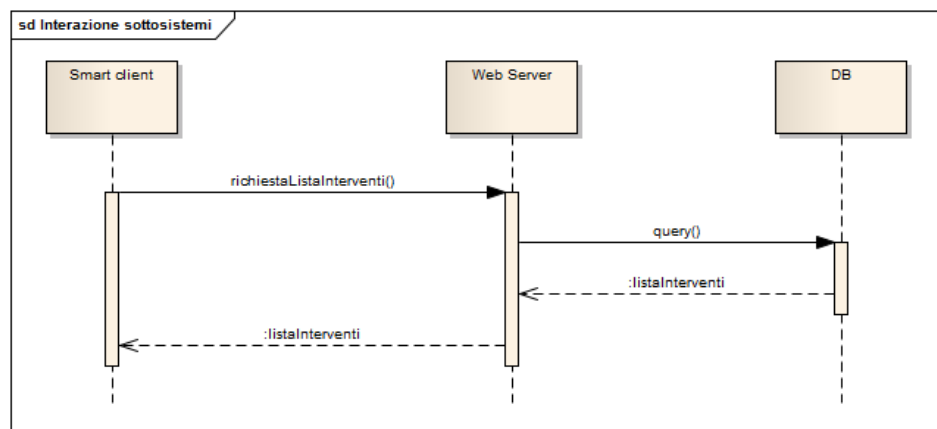 sd Interazione sottosistemi
Smart client
Web Server
DB
richiestaListaInterventi()
query()
:listaInterventi
:listaInterventi